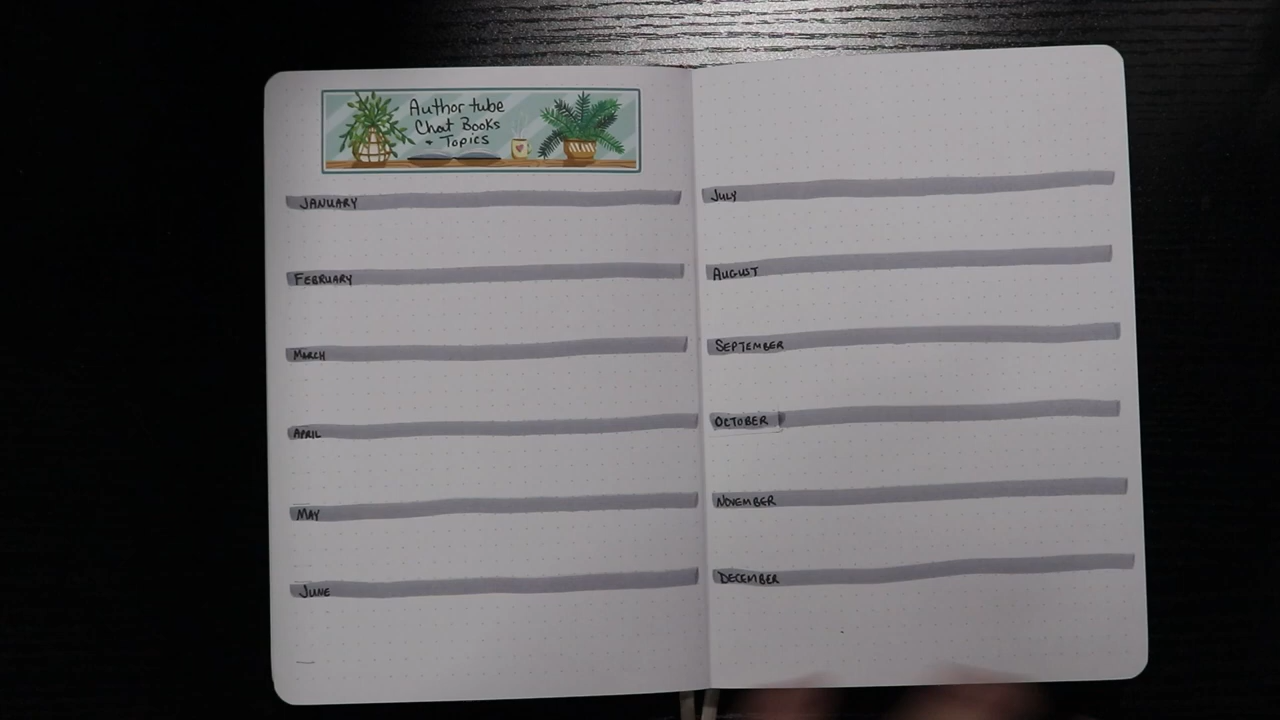 Author tube
Chat Books
+ Topics
JANUARY
FEBRUARY
MARCH
APRIL
MAY
JUNE
JULY
AUGUST
SEPTEMBER
OCTOBER
NOVEMBER
DECEMBER